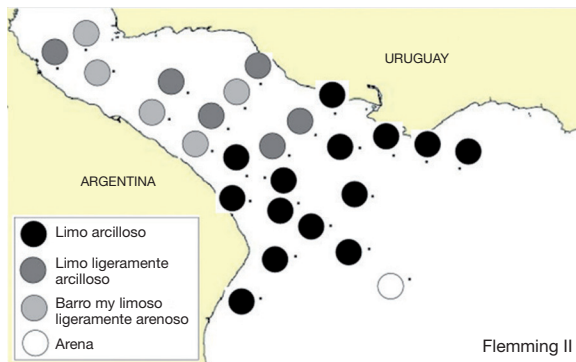 URUGUAY
ARGENTINA
Limo arcilloso
Limo ligeramente
arcilloso
Barro my limoso
ligeramente arenoso
Arena
Flemming II